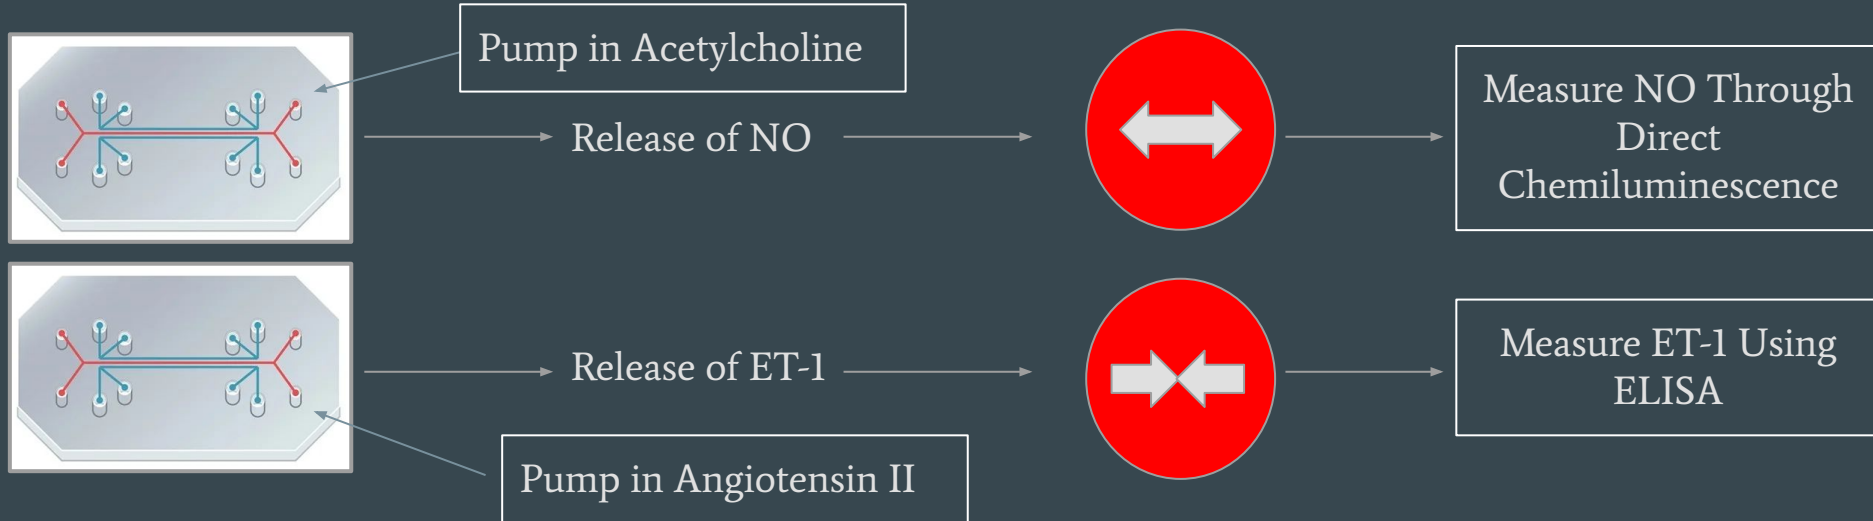 Pump in Acetylcholine
Release of NO
Measure NO Through
Direct
Chemiluminescence
Release of ET-1
Measure ET-1 Using
ELISA
Pump in Angiotensin II